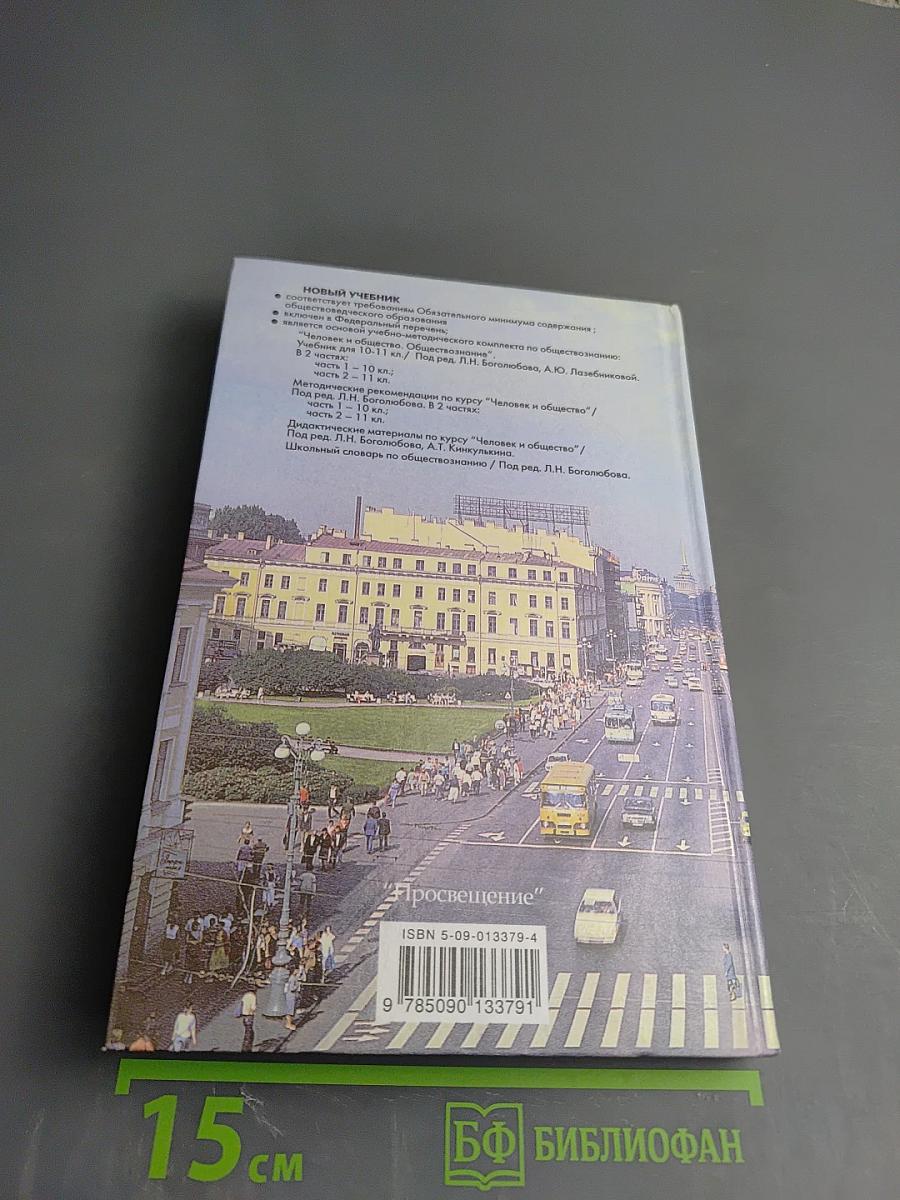 НОВЫЙ УЧЕБНИК
• соответствует требованиям Обязательного минимума содержания ;
обществоведческого образования
• включен в Федеральный перечень;
• является основой учебно-методического комплекта по обществознанию:
"Человек и общество. Обществознание".
Учебник для 10-11 кл./ Под ред. Л.Н. Боголюбова, А.Ю. Лазебниковой.
В 2 частях:
часть 1 – 10 кл.;
часть 2 – 11 кл.
Методические рекомендации по курсу "Человек и общество"/
Под ред. Л.Н. Боголюбова. В 2 частях:
часть 1 – 10 кл.;
часть 2 – 11 кл.
Дидактические материалы по курсу "Человек и общество"/
Под ред. Л.Н. Боголюбова, А.Т. Кинкулькина.
Школьный словарь по обществознанию / Под ред. Л.Н. Боголюбова.
"Просвещение"
ISBN 5-09-013379-4
9 785090 133791
15 см
БФ БИБЛИОФАН